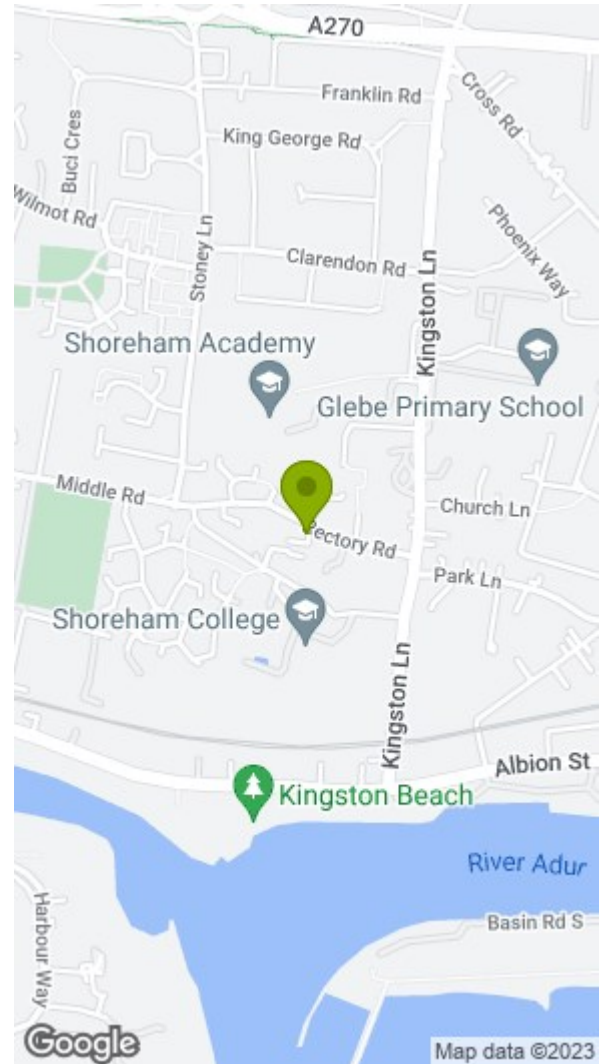 A270
Franklin Rd
Cross Rd
King George Rd
Buci Cres
Wilmot Rd
Phoenix Way
Stoney Ln
Clarendon Rd
Kingston Ln
Shoreham Academy
Glebe Primary School
Middle Rd
Church Ln
Rectory Rd
Park Ln
Shoreham College
Kingston Ln
Albion St
Kingston Beach
River Adur
Harbour Way
Basin Rd S
Google
Map data ©2023